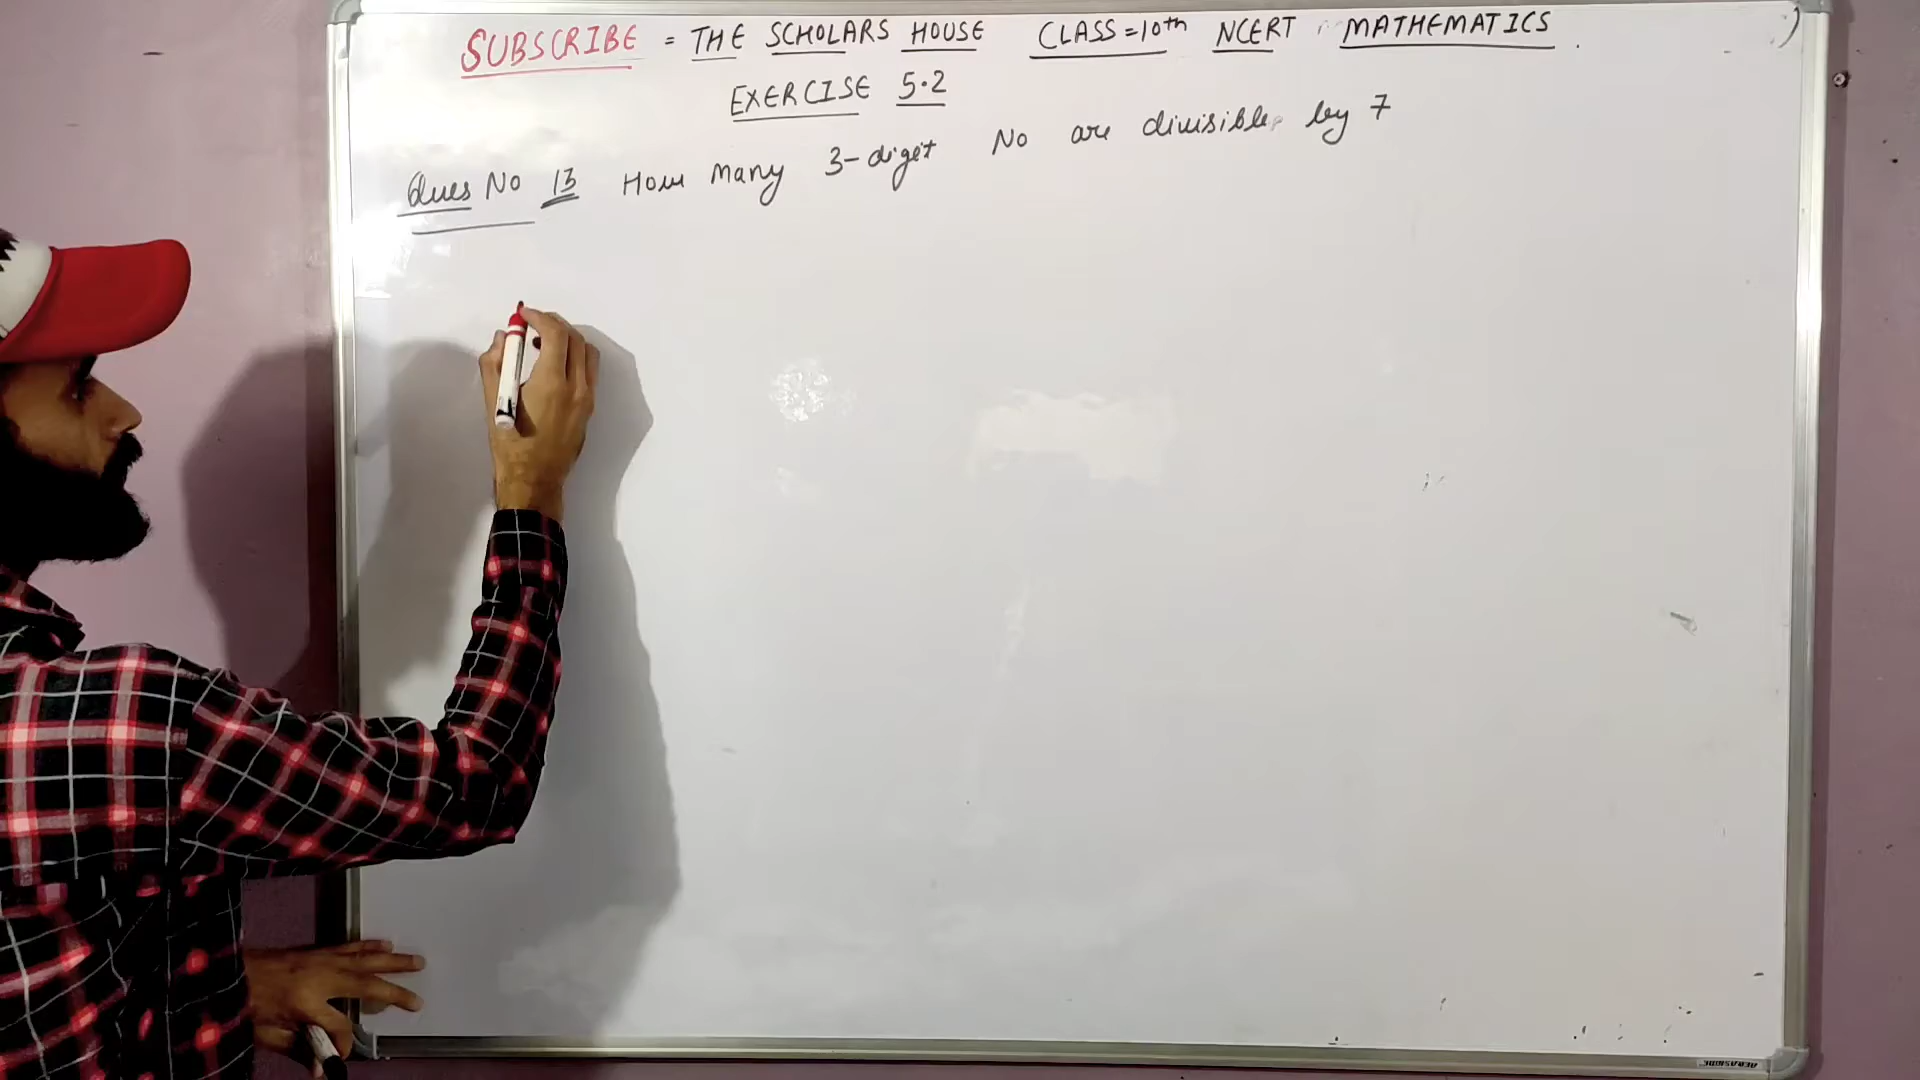 SUBSCRIBE = THE SCHOLARS HOUSE CLASS=10th NCERT MATHEMATICS.
EXERCISE 5.2
Ques No 13 How many 3-digit No are divisible by 7